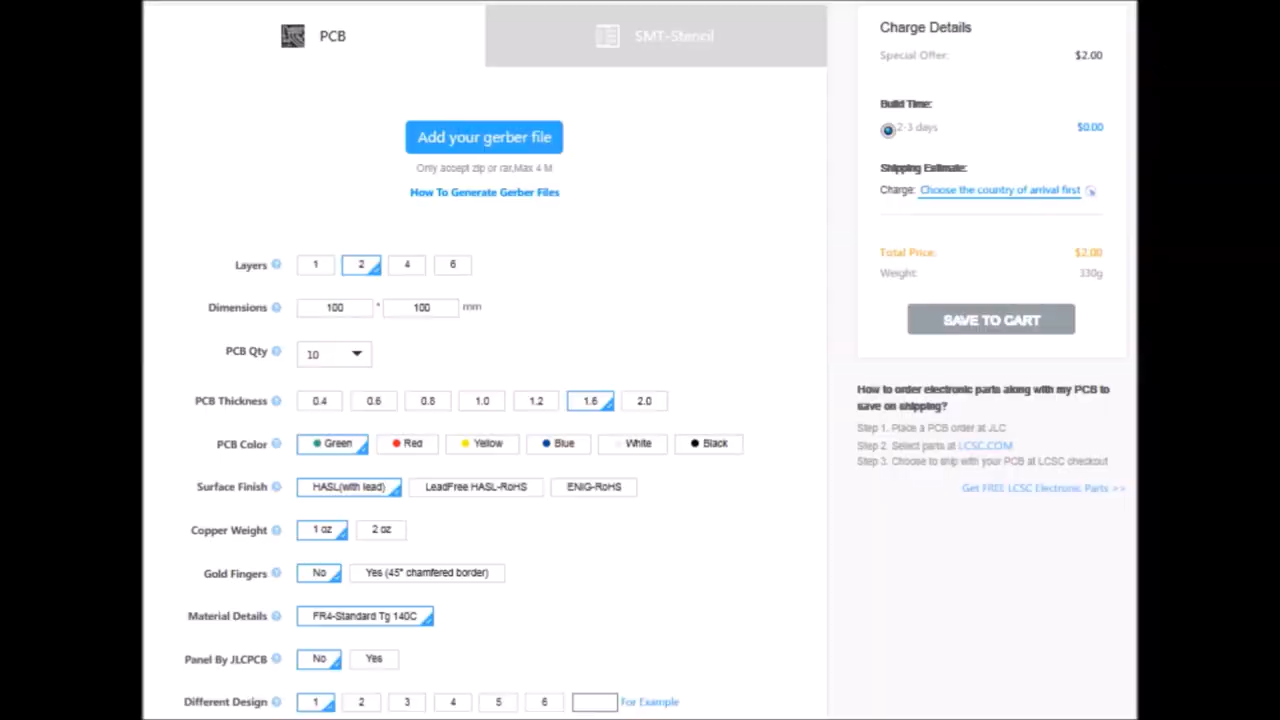 PCB
SMT-Stencil
Add your gerber file
Only accept zip or rar,Max 4 M
How To Generate Gerber Files
Layers 1 2 4 6
Dimensions 100 * 100 mm
PCB Qty 10
PCB Thickness 0.4 0.6 0.8 1.0 1.2 1.6 2.0
PCB Color Green Red Yellow Blue White Black
Surface Finish HASL(with lead) LeadFree HASL-RoHS ENIG-RoHS
Copper Weight 1 oz 2 oz
Gold Fingers No Yes (45° chamfered border)
Material Details FR4-Standard Tg 140C
Panel By JLCPCB No Yes
Different Design 1 2 3 4 5 6 For Example
Charge Details
Special Offer: $2.00
Build Time:
2-3 days $0.00
Shipping Estimate:
Charge: Choose the country of arrival first
Total Price: $2.00
Weight: 330g
SAVE TO CART
How to order electronic parts along with my PCB to
save on shipping?
Step 1. Place a PCB order at JLC
Step 2. Select parts at LCSC.COM
Step 3. Choose to ship with your PCB at LCSC checkout
Get FREE LCSC Electronic Parts >>